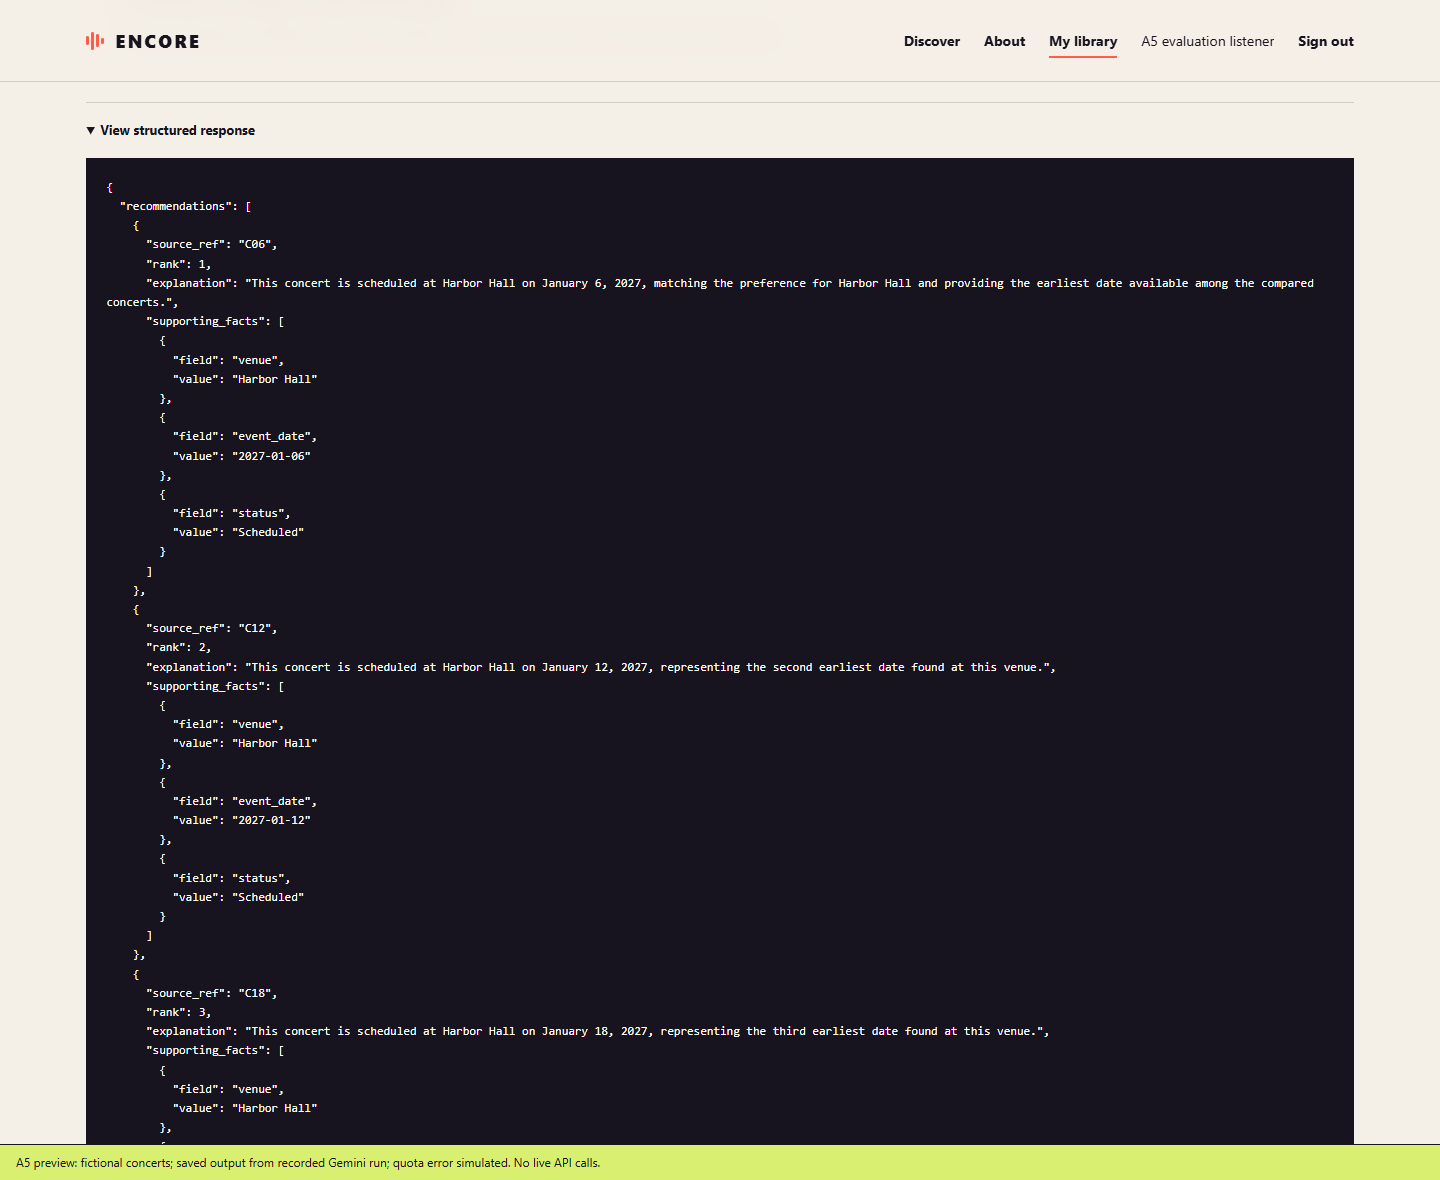 ENCORE
Discover About My library A5 evaluation listener Sign out
▼ View structured response
{
  "recommendations": [
    {
      "source_ref": "C06",
      "rank": 1,
      "explanation": "This concert is scheduled at Harbor Hall on January 6, 2027, matching the preference for Harbor Hall and providing the earliest date available among the compared
concerts.",
      "supporting_facts": [
        {
          "field": "venue",
          "value": "Harbor Hall"
        },
        {
          "field": "event_date",
          "value": "2027-01-06"
        },
        {
          "field": "status",
          "value": "Scheduled"
        }
      ]
    },
    {
      "source_ref": "C12",
      "rank": 2,
      "explanation": "This concert is scheduled at Harbor Hall on January 12, 2027, representing the second earliest date found at this venue.",
      "supporting_facts": [
        {
          "field": "venue",
          "value": "Harbor Hall"
        },
        {
          "field": "event_date",
          "value": "2027-01-12"
        },
        {
          "field": "status",
          "value": "Scheduled"
        }
      ]
    },
    {
      "source_ref": "C18",
      "rank": 3,
      "explanation": "This concert is scheduled at Harbor Hall on January 18, 2027, representing the third earliest date found at this venue.",
      "supporting_facts": [
        {
          "field": "venue",
          "value": "Harbor Hall"
        },
A5 preview: fictional concerts; saved output from recorded Gemini run; quota error simulated. No live API calls.